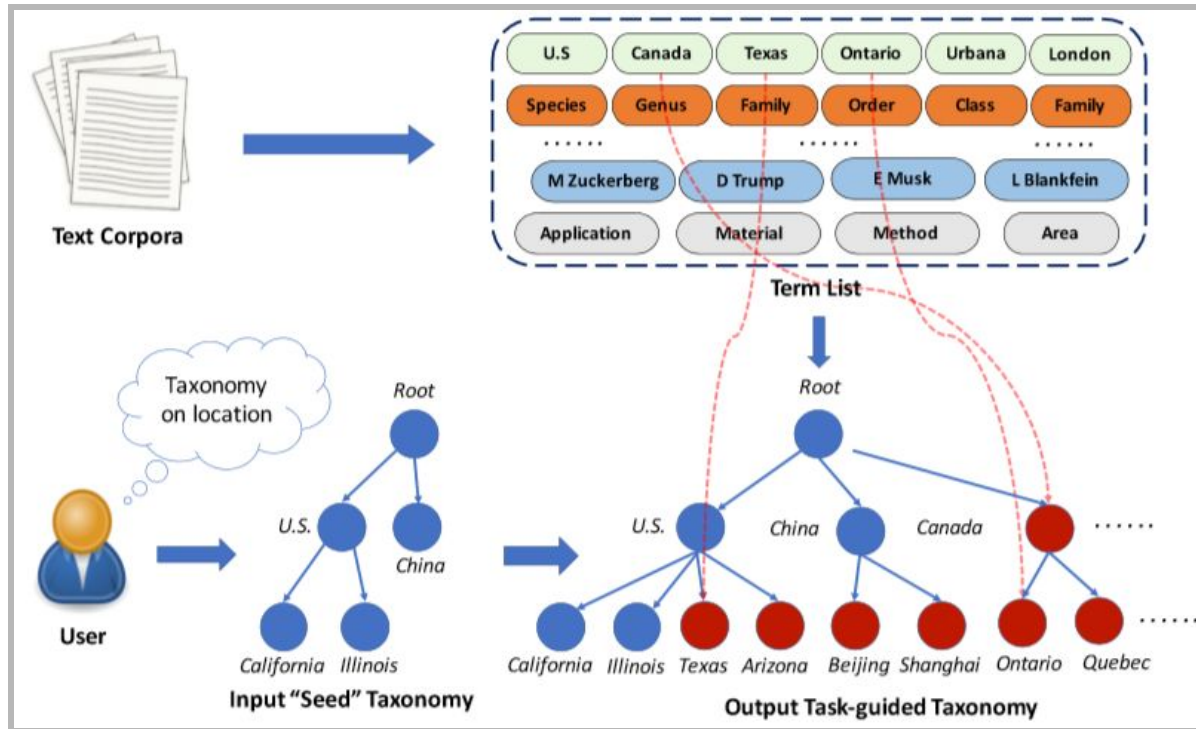 U.S Canada Texas Ontario Urbana London
Species Genus Family Order Class Family
...... ...... ......
M Zuckerberg D Trump E Musk L Blankfein
Application Material Method Area
Text Corpora
Term List
Taxonomy
on location
Root
Root
U.S.
China
U.S.
China
Canada
......
User
California Illinois
California Illinois Texas Arizona Beijing Shanghai Ontario Quebec
......
Input “Seed” Taxonomy
Output Task-guided Taxonomy